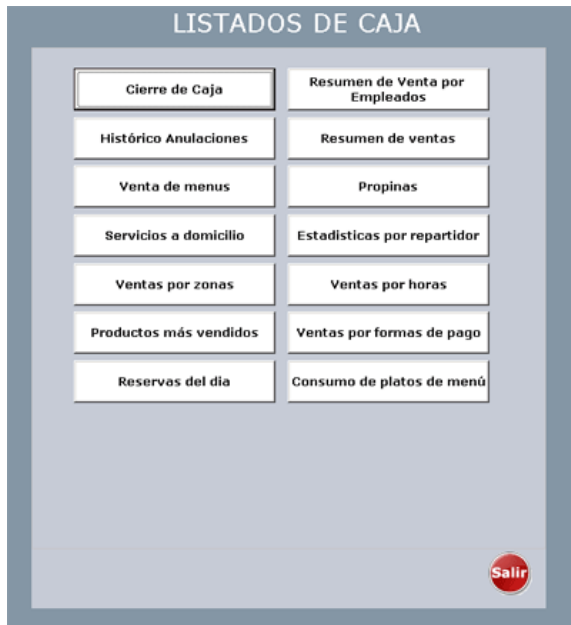 LISTADOS DE CAJA
Cierre de Caja
Resumen de Venta por
Empleados
Histórico Anulaciones
Resumen de ventas
Venta de menus
Propinas
Servicios a domicilio
Estadisticas por repartidor
Ventas por zonas
Ventas por horas
Productos más vendidos
Ventas por formas de pago
Reservas del dia
Consumo de platos de menú
Salir